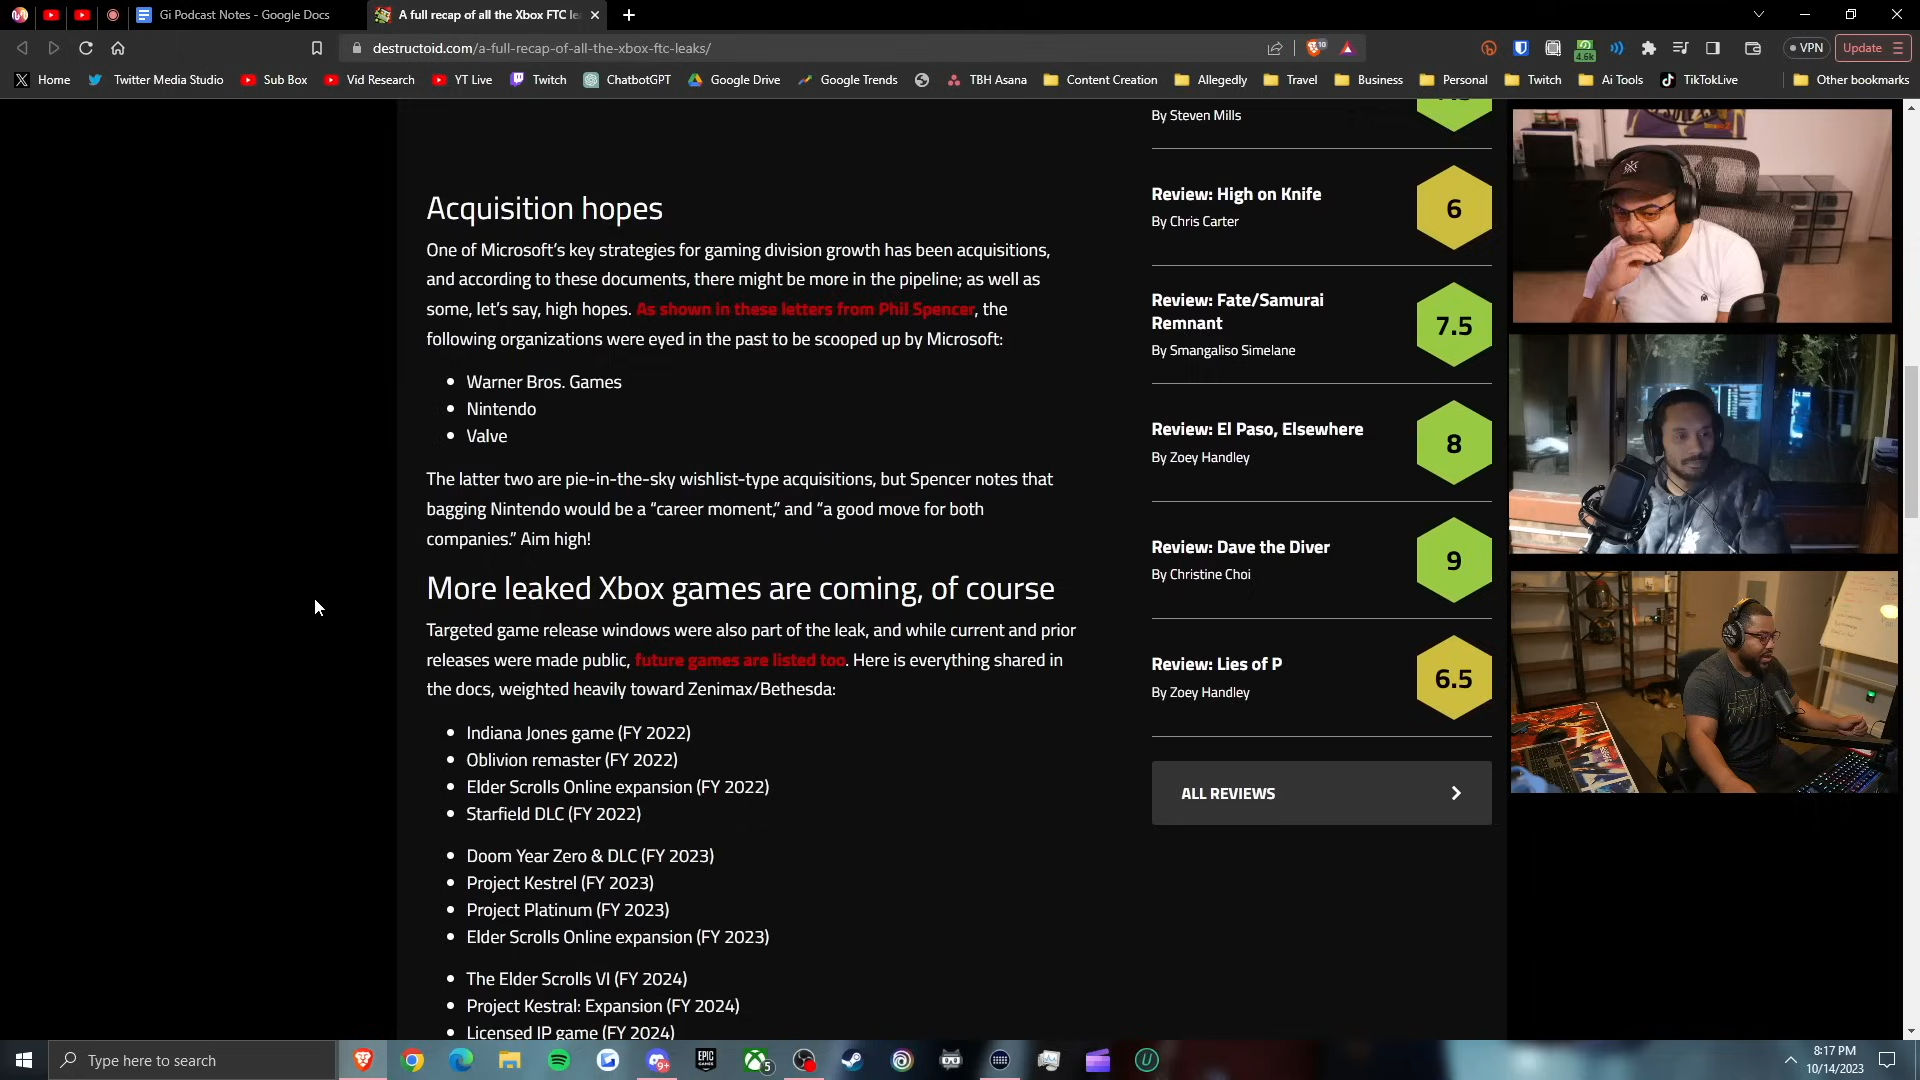 Gi Podcast Notes - Google Docs
A full recap of all the Xbox FTC le
destructoid.com/a-full-recap-of-all-the-xbox-ftc-leaks/
10
4.6k
VPN
Update
Home
Twitter Media Studio
Sub Box
Vid Research
YT Live
Twitch
ChatbotGPT
Google Drive
Google Trends
TBH Asana
Content Creation
Allegedly
Travel
Business
Personal
Twitch
Ai Tools
TikTokLive
Other bookmarks
Acquisition hopes
One of Microsoft's key strategies for gaming division growth has been acquisitions,
and according to these documents, there might be more in the pipeline; as well as
some, let's say, high hopes. As shown in these letters from Phil Spencer, the
following organizations were eyed in the past to be scooped up by Microsoft:
Warner Bros. Games
Nintendo
Valve
The latter two are pie-in-the-sky wishlist-type acquisitions, but Spencer notes that
bagging Nintendo would be a “career moment,” and “a good move for both
companies.” Aim high!
More leaked Xbox games are coming, of course
Targeted game release windows were also part of the leak, and while current and prior
releases were made public, future games are listed too. Here is everything shared in
the docs, weighted heavily toward Zenimax/Bethesda:
Indiana Jones game (FY 2022)
Oblivion remaster (FY 2022)
Elder Scrolls Online expansion (FY 2022)
Starfield DLC (FY 2022)
Doom Year Zero & DLC (FY 2023)
Project Kestrel (FY 2023)
Project Platinum (FY 2023)
Elder Scrolls Online expansion (FY 2023)
The Elder Scrolls VI (FY 2024)
Project Kestral: Expansion (FY 2024)
Licensed IP game (FY 2024)
By Steven Mills
Review: High on Knife
By Chris Carter
6
Review: Fate/Samurai
Remnant
By Smangaliso Simelane
7.5
Review: El Paso, Elsewhere
By Zoey Handley
8
Review: Dave the Diver
By Christine Choi
9
Review: Lies of P
By Zoey Handley
6.5
ALL REVIEWS
Type here to search
9+
EPIC
GAMES
5
8:17 PM
10/14/2023